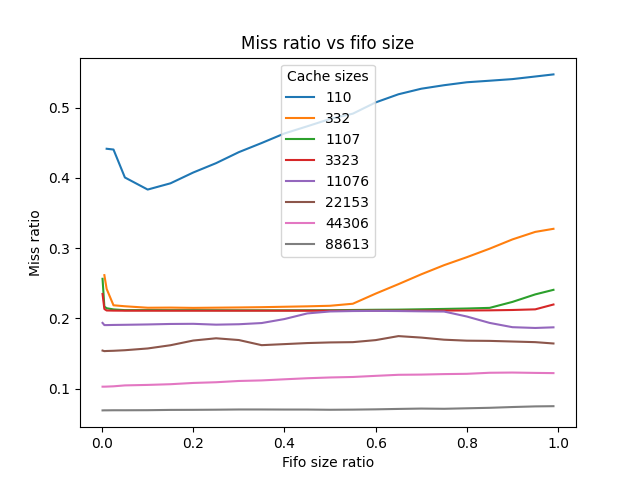 Miss ratio vs fifo size
Cache sizes
110
332
1107
3323
11076
22153
44306
88613
Miss ratio
0.5
0.4
0.3
0.2
0.1
0.0 0.2 0.4 0.6 0.8 1.0
Fifo size ratio